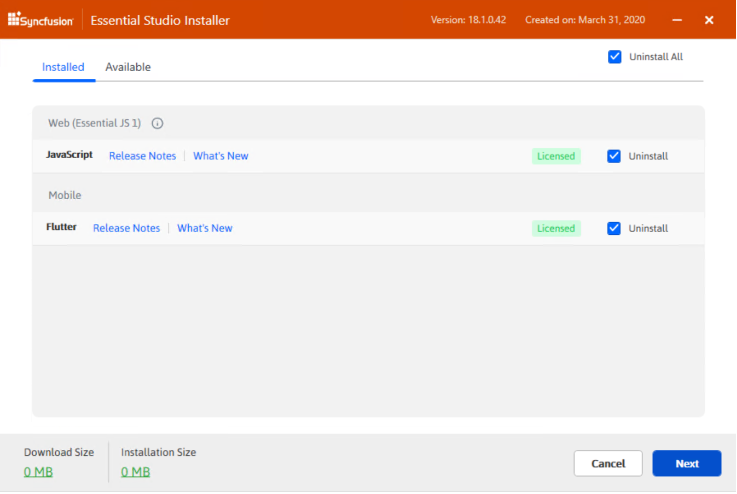 Syncfusion Essential Studio Installer Version: 18.1.0.42 Created on: March 31, 2020
Uninstall All
Installed Available
Web (Essential JS 1)
JavaScript Release Notes What's New Licensed Uninstall
Mobile
Flutter Release Notes What's New Licensed Uninstall
Download Size Installation Size
0 MB 0 MB
Cancel Next